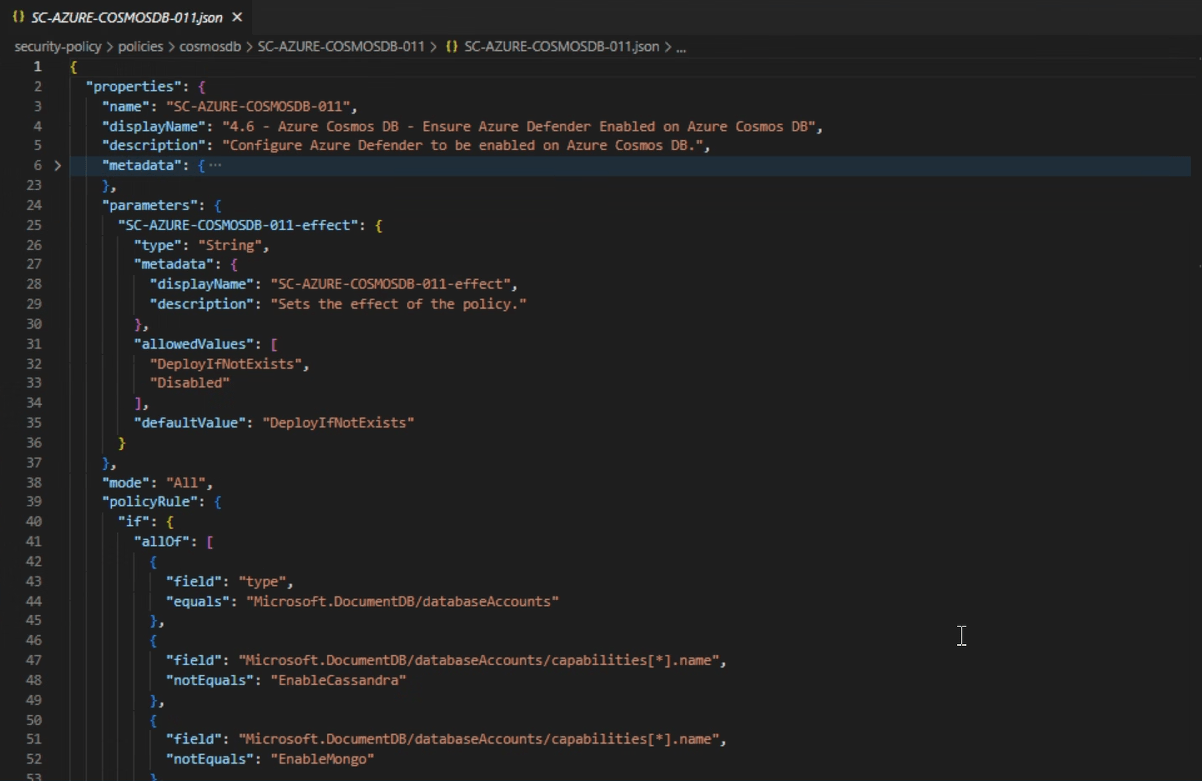 {} SC-AZURE-COSMOSDB-011.json ×
security-policy > policies > cosmosdb > SC-AZURE-COSMOSDB-011 > {} SC-AZURE-COSMOSDB-011.json > ...
1 {
2 "properties": {
3 "name": "SC-AZURE-COSMOSDB-011",
4 "displayName": "4.6 - Azure Cosmos DB - Ensure Azure Defender Enabled on Azure Cosmos DB",
5 "description": "Configure Azure Defender to be enabled on Azure Cosmos DB.",
6 > "metadata": { ...
23 },
24 "parameters": {
25 "SC-AZURE-COSMOSDB-011-effect": {
26 "type": "String",
27 "metadata": {
28 "displayName": "SC-AZURE-COSMOSDB-011-effect",
29 "description": "Sets the effect of the policy."
30 },
31 "allowedValues": [
32 "DeployIfNotExists",
33 "Disabled"
34 ],
35 "defaultValue": "DeployIfNotExists"
36 }
37 },
38 "mode": "All",
39 "policyRule": {
40 "if": {
41 "allOf": [
42 {
43 "field": "type",
44 "equals": "Microsoft.DocumentDB/databaseAccounts"
45 },
46 {
47 "field": "Microsoft.DocumentDB/databaseAccounts/capabilities[*].name",
48 "notEquals": "EnableCassandra"
49 },
50 {
51 "field": "Microsoft.DocumentDB/databaseAccounts/capabilities[*].name",
52 "notEquals": "EnableMongo"
53 }